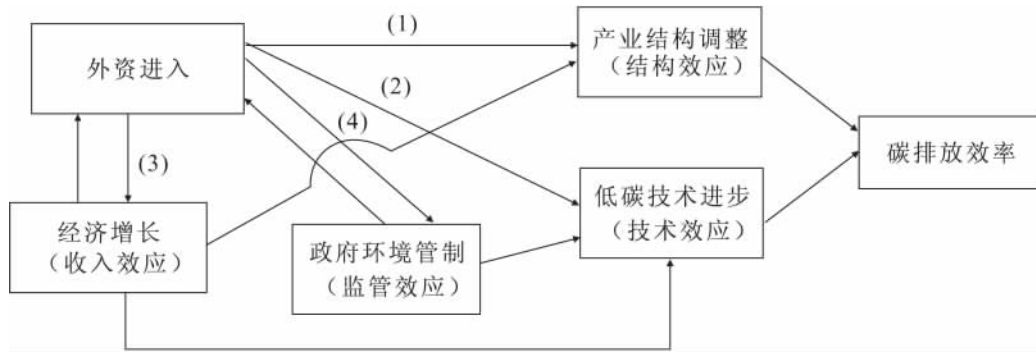 (1)
外资进入
产业结构调整
（结构效应）
(2)
(4)
(3)
碳排放效率
经济增长
（收入效应）
政府环境管制
（监管效应）
低碳技术进步
（技术效应）